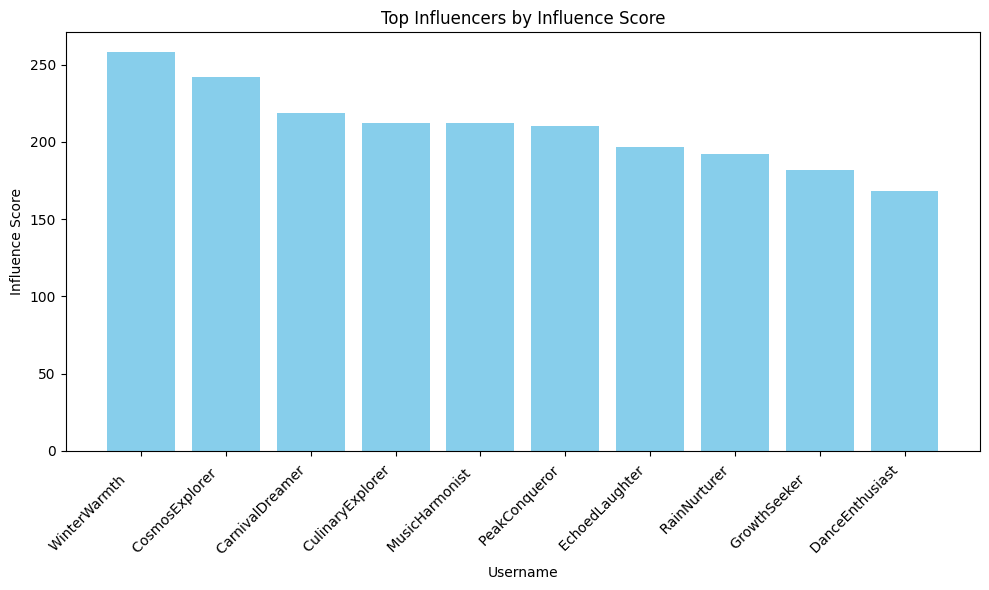 Top Influencers by Influence Score
Influence Score
250
200
150
100
50
0
WinterWarmth
CosmosExplorer
CarnivalDreamer
CulinaryExplorer
MusicHarmonist
PeakConqueror
EchoedLaughter
RainNurturer
GrowthSeeker
DanceEnthusiast
Username